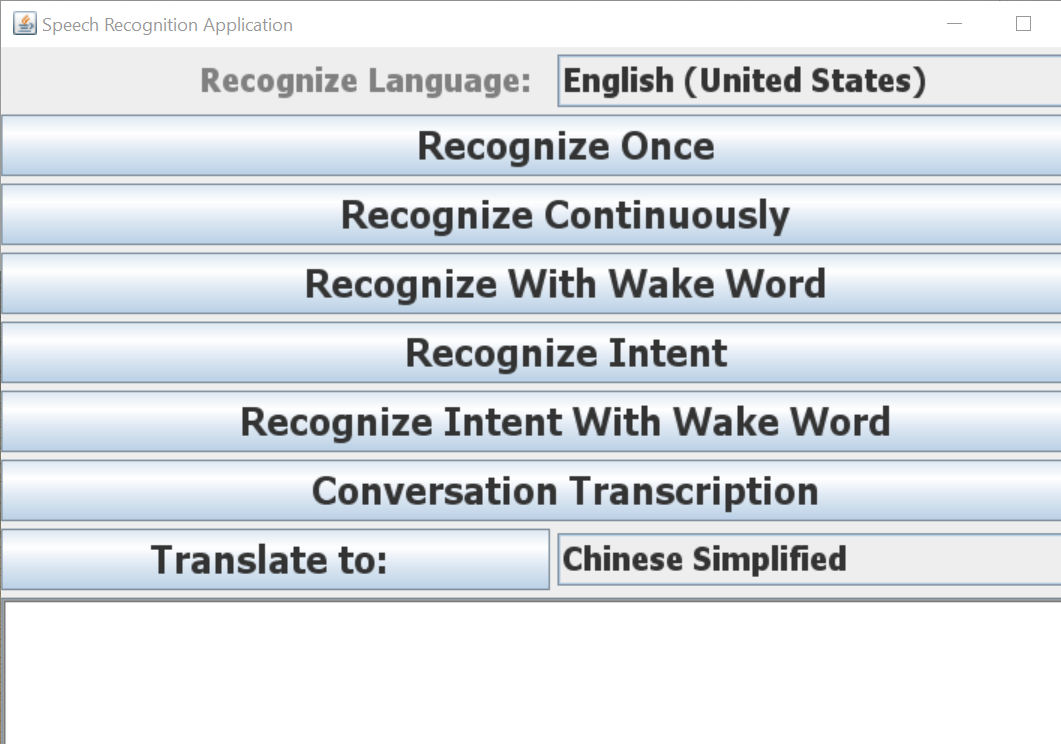 Speech Recognition Application
Recognize Language: English (United States)
Recognize Once
Recognize Continuously
Recognize With Wake Word
Recognize Intent
Recognize Intent With Wake Word
Conversation Transcription
Translate to: Chinese Simplified